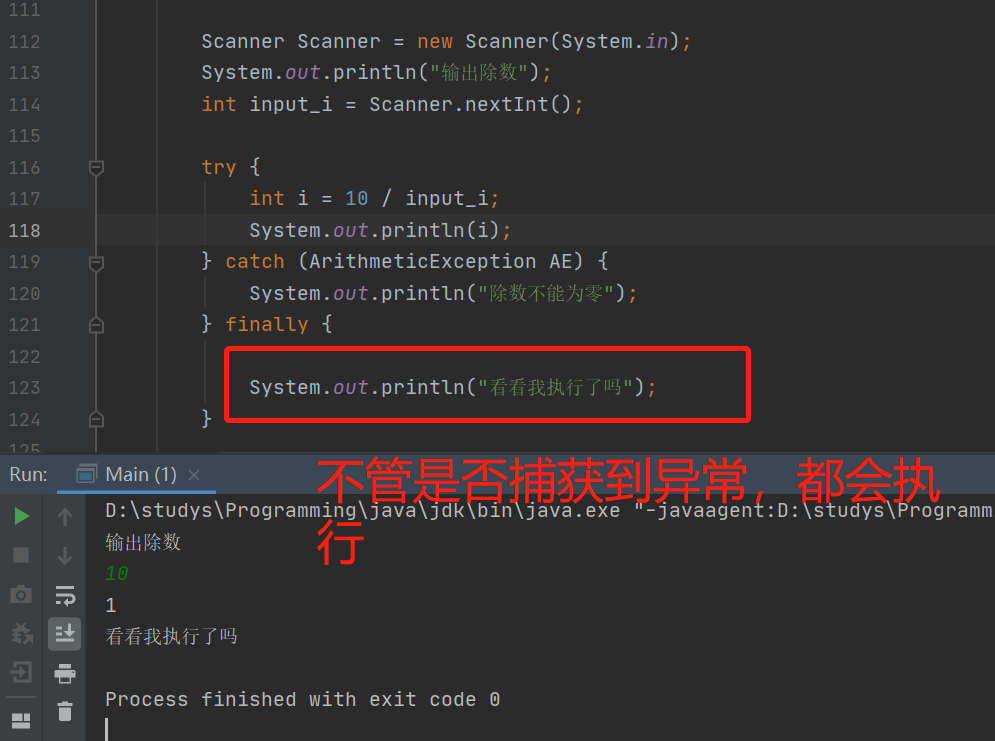 111
112 Scanner Scanner = new Scanner(System.in);
113 System.out.println("输出除数");
114 int input_i = Scanner.nextInt();
115
116 try {
117 int i = 10 / input_i;
118 System.out.println(i);
119 } catch (ArithmeticException AE) {
120 System.out.println("除数不能为零");
121 } finally {
122
123 System.out.println("看看我执行了吗");
124 }
125
Run: Main (1) ×
不管是否捕获到异常，都会执
行
D:\studys\Programming\java\jdk\bin\java.exe "-javaagent:D:\studys\Programm
输出除数
10
1
看看我执行了吗
Process finished with exit code 0